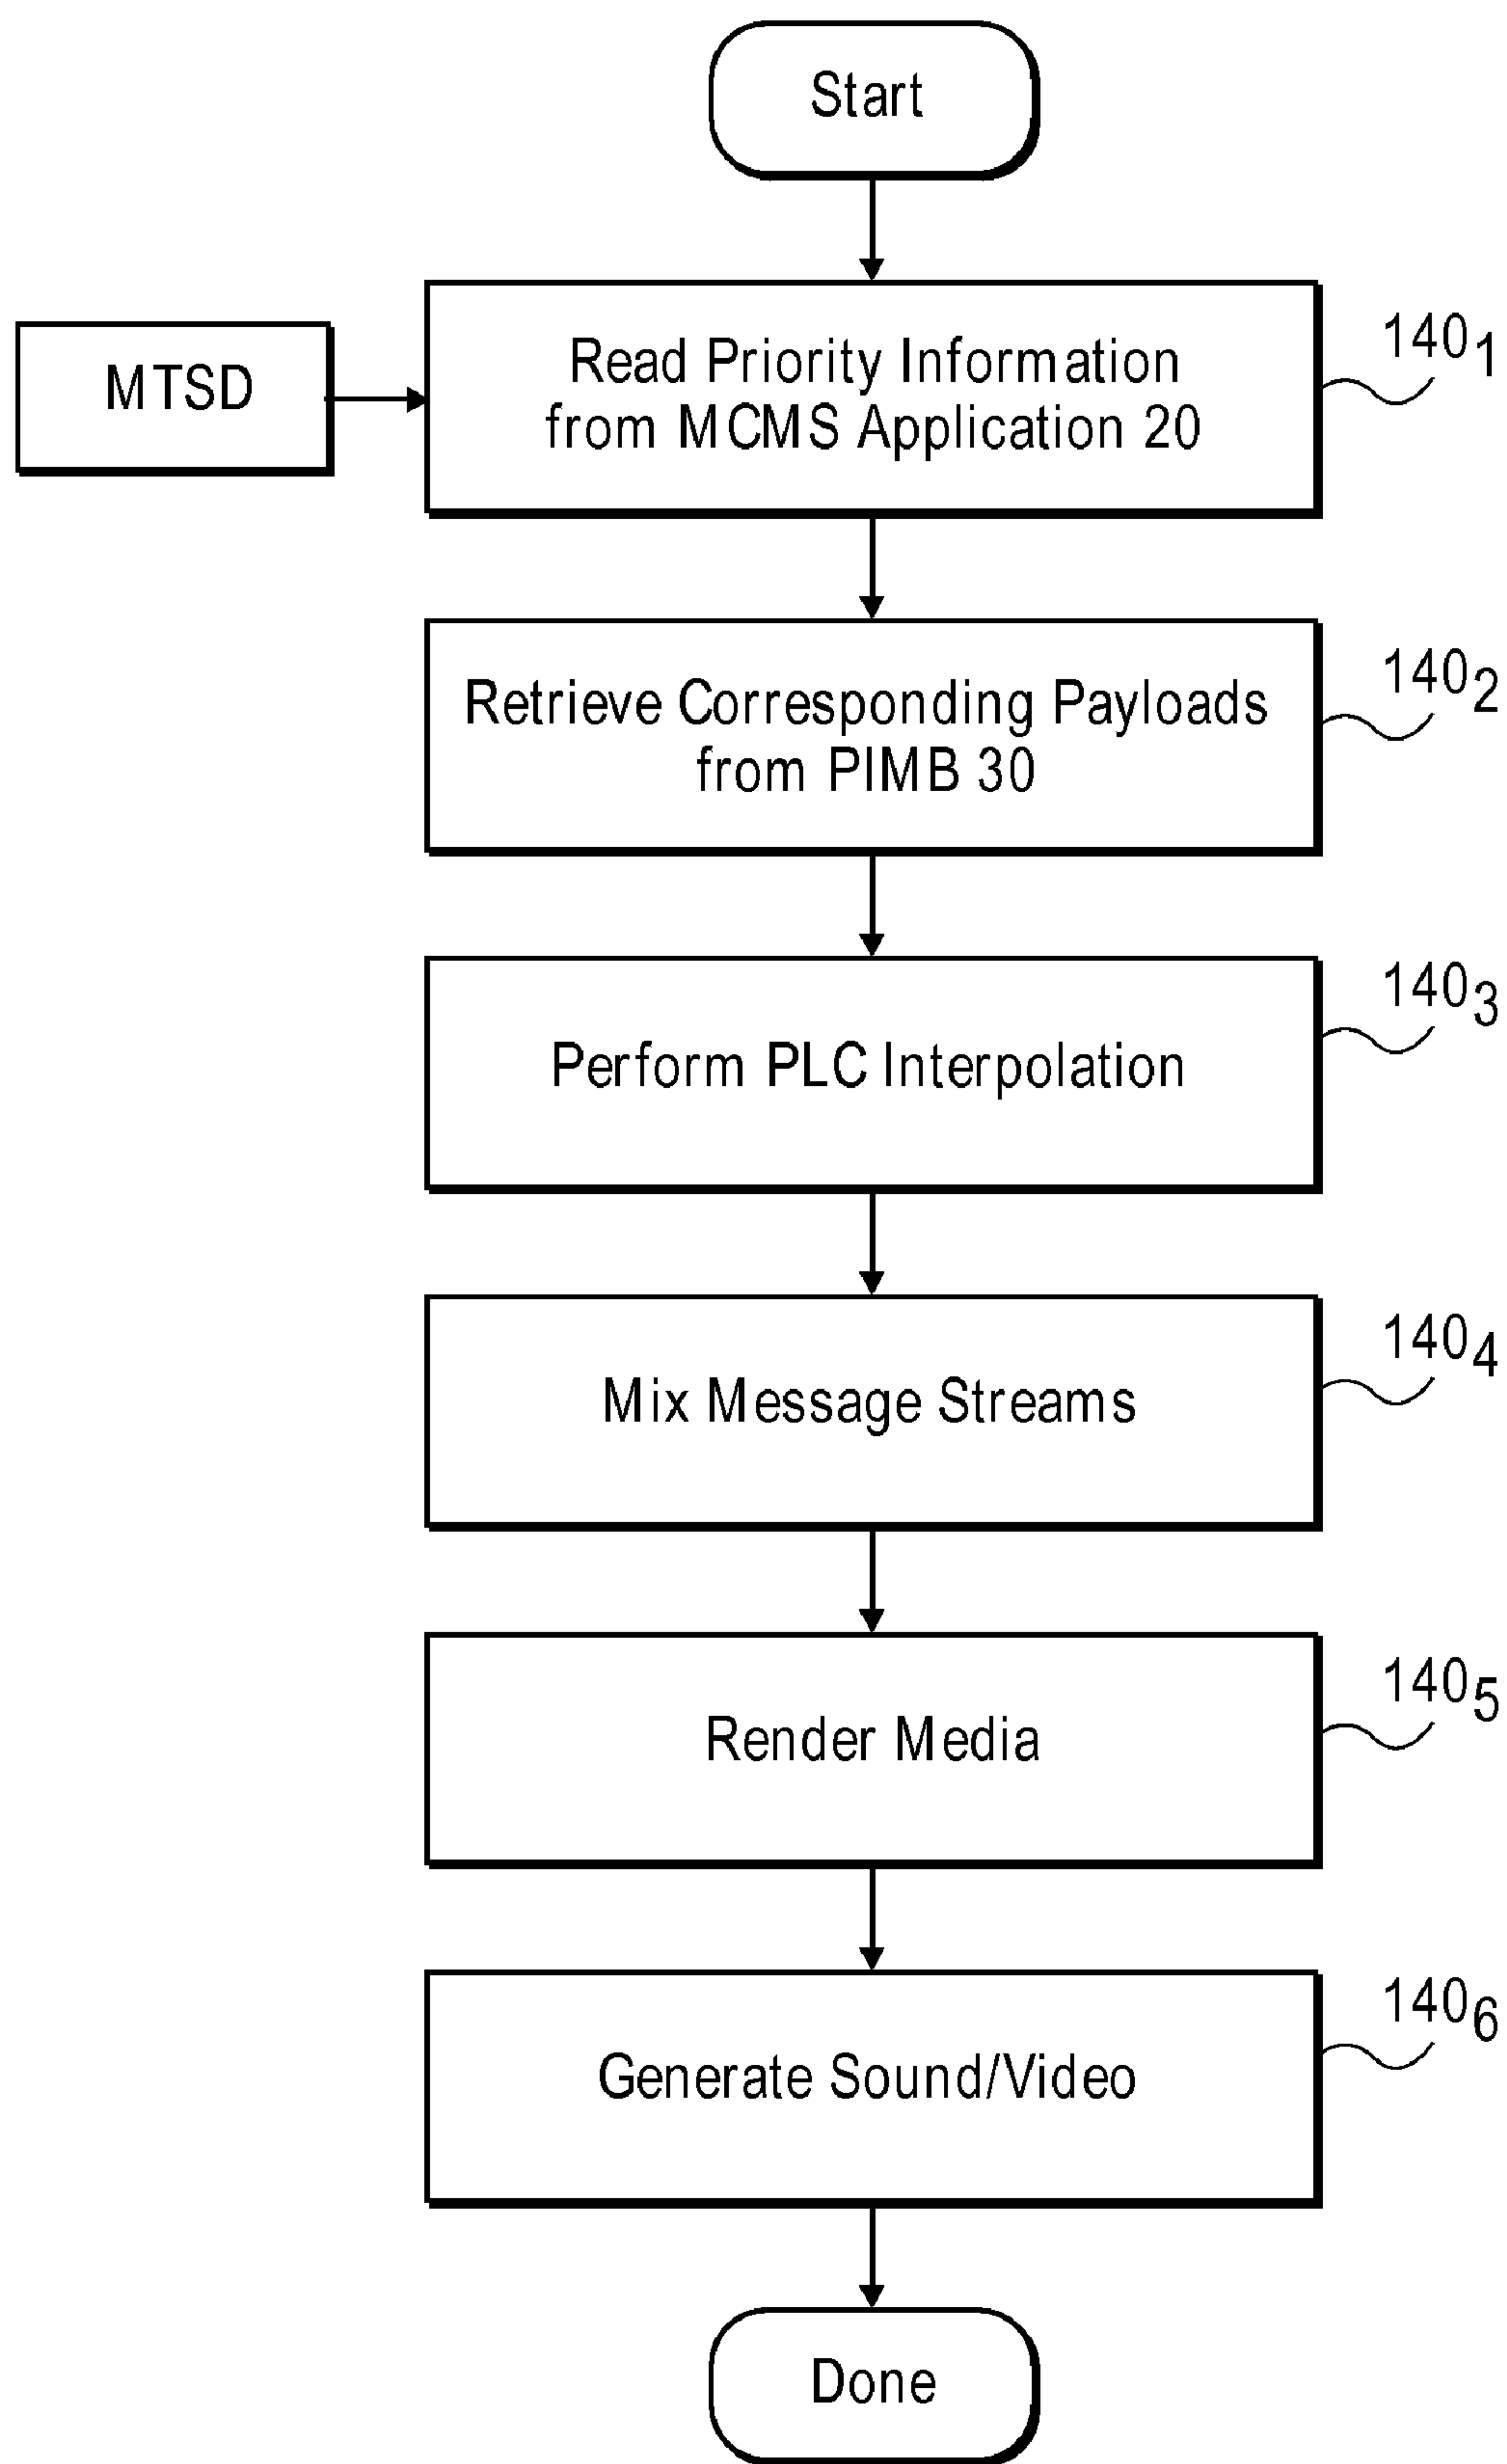 Start
MTSD
Read Priority Information
from MCMS Application 20
140₁
Retrieve Corresponding Payloads
from PIMB 30
140₂
Perform PLC Interpolation
140₃
Mix Message Streams
140₄
Render Media
140₅
Generate Sound/Video
140₆
Done